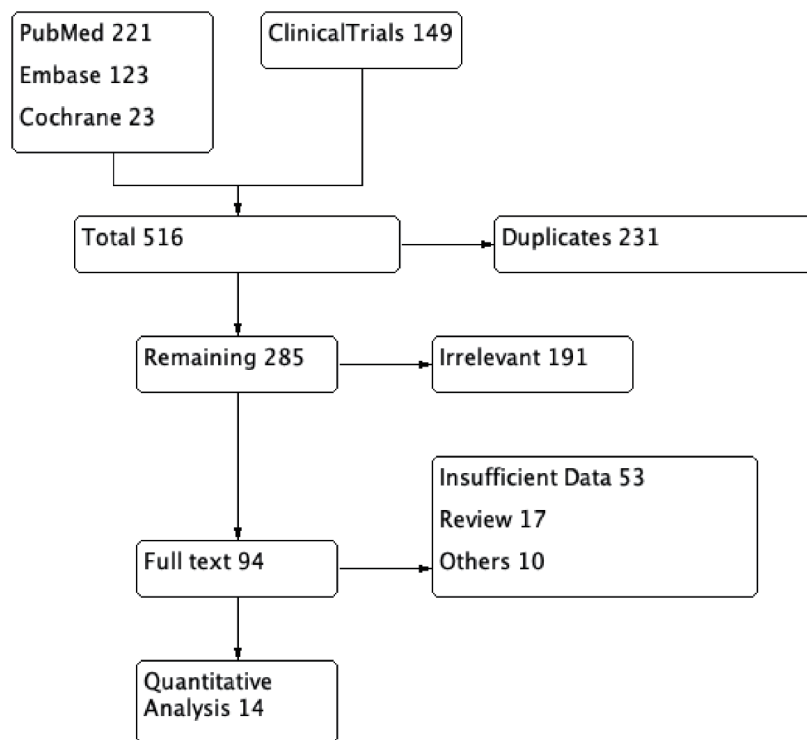 PubMed 221
Embase 123
Cochrane 23
ClinicalTrials 149
Total 516
Duplicates 231
Remaining 285
Irrelevant 191
Insufficient Data 53
Review 17
Others 10
Full text 94
Quantitative
Analysis 14